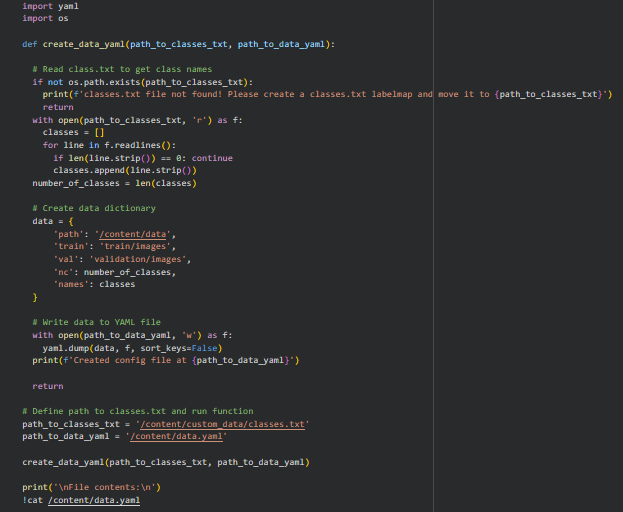 import yaml
import os

def create_data_yaml(path_to_classes_txt, path_to_data_yaml):

  # Read class.txt to get class names
  if not os.path.exists(path_to_classes_txt):
    print(f'classes.txt file not found! Please create a classes.txt labelmap and move it to {path_to_classes_txt}')
    return
  with open(path_to_classes_txt, 'r') as f:
    classes = []
    for line in f.readlines():
      if len(line.strip()) == 0: continue
      classes.append(line.strip())
  number_of_classes = len(classes)

  # Create data dictionary
  data = {
      'path': '/content/data',
      'train': 'train/images',
      'val': 'validation/images',
      'nc': number_of_classes,
      'names': classes
  }

  # Write data to YAML file
  with open(path_to_data_yaml, 'w') as f:
    yaml.dump(data, f, sort_keys=False)
  print(f'Created config file at {path_to_data_yaml}')

  return

# Define path to classes.txt and run function
path_to_classes_txt = '/content/custom_data/classes.txt'
path_to_data_yaml = '/content/data.yaml'

create_data_yaml(path_to_classes_txt, path_to_data_yaml)

print('\nFile contents:\n')
!cat /content/data.yaml